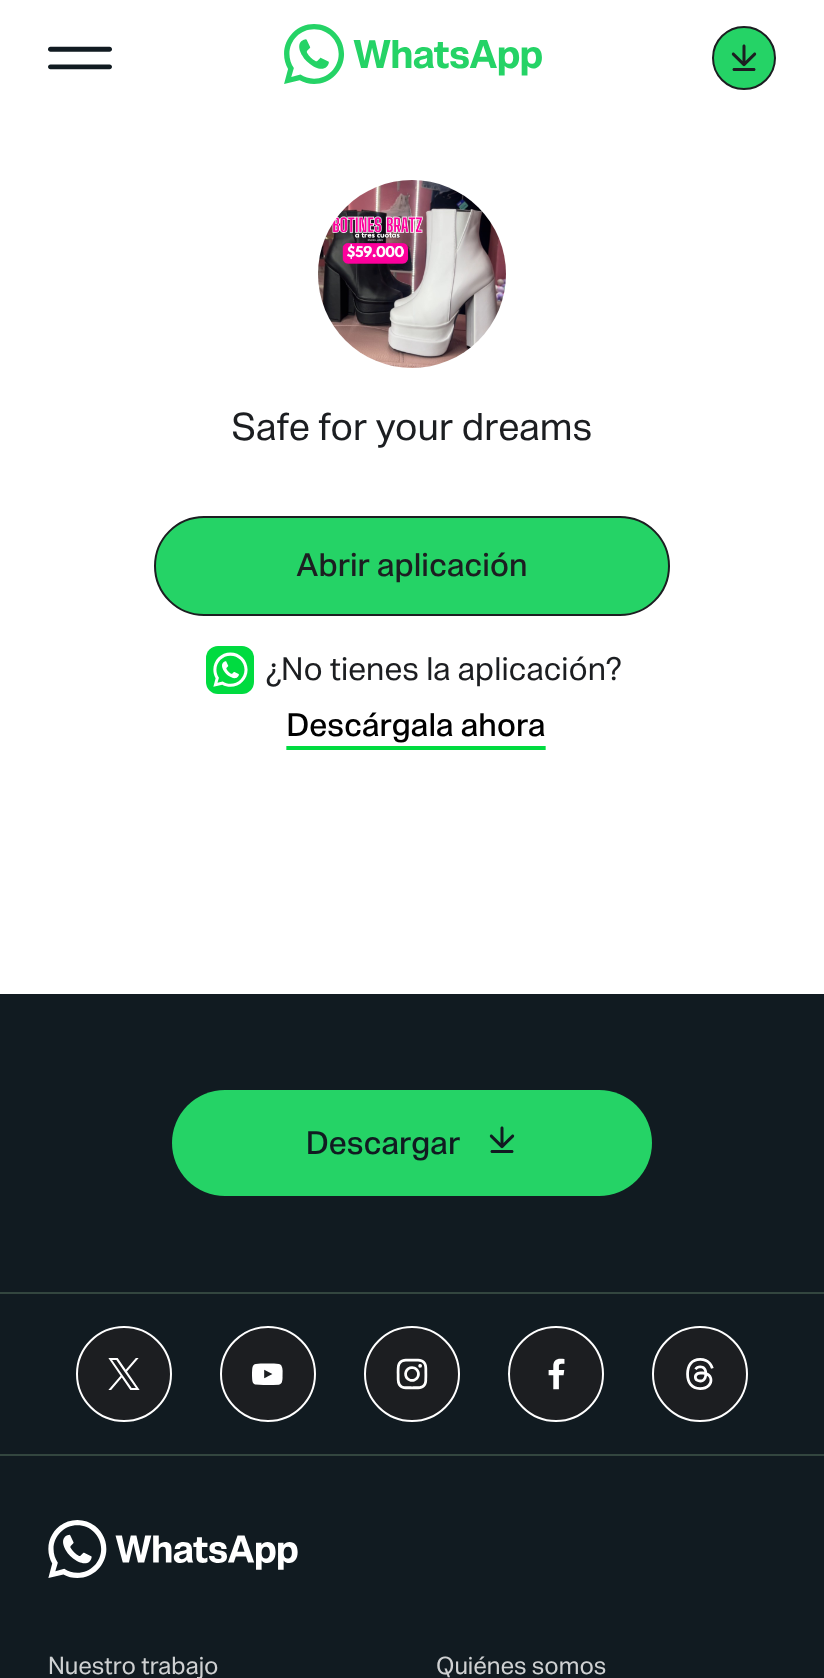 WhatsApp
BOTINES BRATZ
a tres cuotas
$59.000
Safe for your dreams
Abrir aplicación
¿No tienes la aplicación?
Descárgala ahora
Descargar
WhatsApp
Nuestro trabajo
Quiénes somos